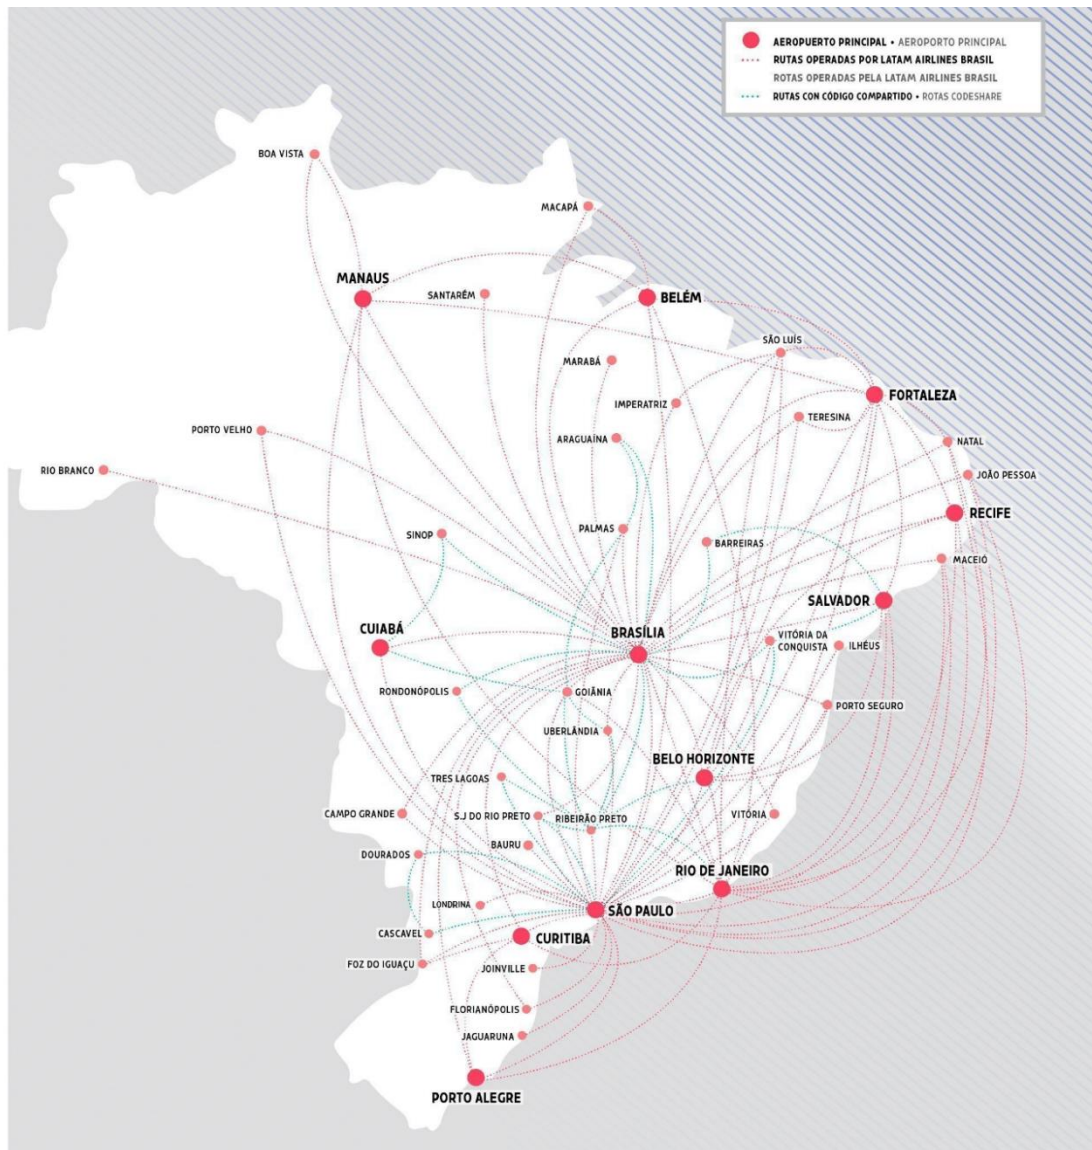 AEROPUERTO PRINCIPAL • AEROPORTO PRINCIPAL
RUTAS OPERADAS POR LATAM AIRLINES BRASIL
ROTAS OPERADAS PELA LATAM AIRLINES BRASIL
RUTAS CON CÓDIGO COMPARTIDO • ROTAS CODESHARE
BOA VISTA
MACAPÁ
MANAUS
SANTARÉM
BELÉM
SÃO LUÍS
MARABÁ
FORTALEZA
IMPERATRIZ
TERESINA
PORTO VELHO
ARAGUAÍNA
NATAL
RIO BRANCO
JOÃO PESSOA
RECIFE
SINOP
PALMAS
BARREIRAS
MACEIÓ
SALVADOR
CUIABÁ
BRASÍLIA
VITÓRIA DA
CONQUISTA
ILHÉUS
RONDONÓPOLIS
GOIÂNIA
PORTO SEGURO
UBERLÂNDIA
BELO HORIZONTE
TRES LAGOAS
CAMPO GRANDE
S.J DO RIO PRETO
RIBEIRÃO PRETO
VITÓRIA
BAURU
DOURADOS
RIO DE JANEIRO
LONDRINA
SÃO PAULO
CASCAVEL
CURITIBA
FOZ DO IGUAÇU
JOINVILLE
FLORIANÓPOLIS
JAGUARUNA
PORTO ALEGRE